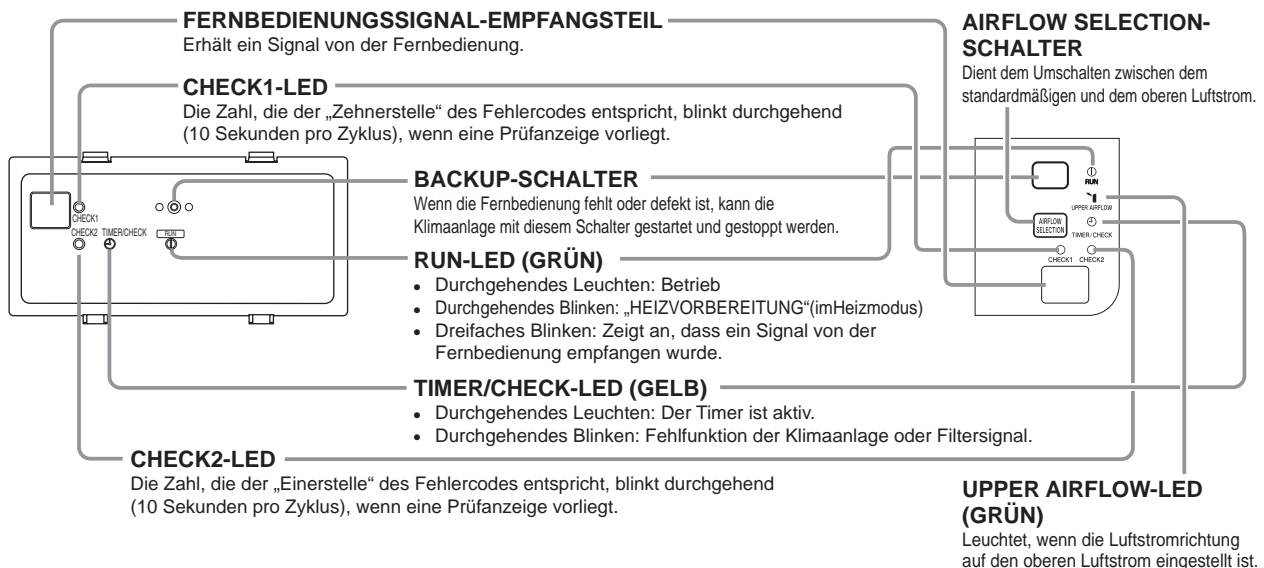 FERNBEDIENUNGSSIGNAL-EMPFANGSTEIL
Erhält ein Signal von der Fernbedienung.
CHECK1-LED
Die Zahl, die der „Zehnerstelle“ des Fehlercodes entspricht, blinkt durchgehend
(10 Sekunden pro Zyklus), wenn eine Prüfanzeige vorliegt.
BACKUP-SCHALTER
Wenn die Fernbedienung fehlt oder defekt ist, kann die
Klimaanlage mit diesem Schalter gestartet und gestoppt werden.
RUN-LED (GRÜN)
• Durchgehendes Leuchten: Betrieb
• Durchgehendes Blinken: „HEIZVORBEREITUNG“(imHeizmodus)
• Dreifaches Blinken: Zeigt an, dass ein Signal von der
Fernbedienung empfangen wurde.
TIMER/CHECK-LED (GELB)
• Durchgehendes Leuchten: Der Timer ist aktiv.
• Durchgehendes Blinken: Fehlfunktion der Klimaanlage oder Filtersignal.
CHECK2-LED
Die Zahl, die der „Einerstelle“ des Fehlercodes entspricht, blinkt durchgehend
(10 Sekunden pro Zyklus), wenn eine Prüfanzeige vorliegt.
CHECK1
CHECK2 TIMER/CHECK RUN
AIRFLOW SELECTION-
SCHALTER
Dient dem Umschalten zwischen dem
standardmäßigen und dem oberen Luftstrom.
RUN
UPPER AIRFLOW
AIRFLOW
SELECTION
TIMER/CHECK
CHECK1 CHECK2
UPPER AIRFLOW-LED
(GRÜN)
Leuchtet, wenn die Luftstromrichtung
auf den oberen Luftstrom eingestellt ist.